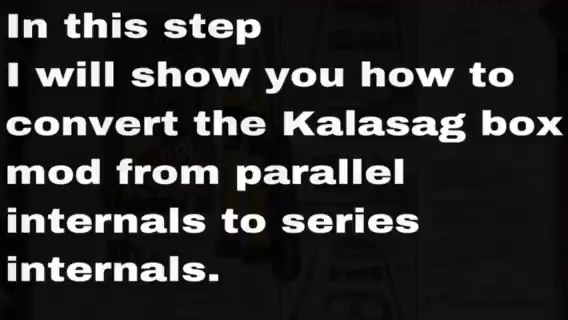 In this step
I will show you how to
convert the Kalasag box
mod from parallel
internals to series
internals.